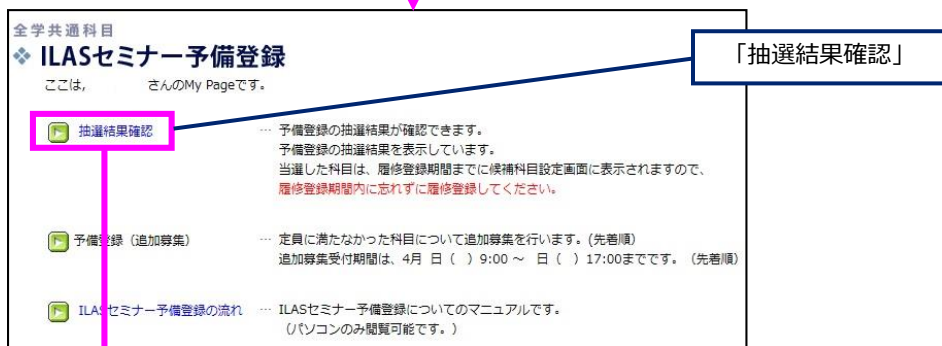 全学共通科目
ILASセミナー予備登録
ここは, さんのMy Pageです。
「抽選結果確認」
抽選結果確認 … 予備登録の抽選結果が確認できます。
予備登録の抽選結果を表示しています。
当選した科目は、履修登録期間までに候補科目設定画面に表示されますので、
履修登録期間内に忘れずに履修登録してください。
予備登録（追加募集） … 定員に満たなかった科目について追加募集を行います。(先着順)
追加募集受付期間は、4月 日（ ）9:00 ～ 日（ ）17:00までです。（先着順）
ILASセミナー予備登録の流れ … ILASセミナー予備登録についてのマニュアルです。
（パソコンのみ閲覧可能です。）